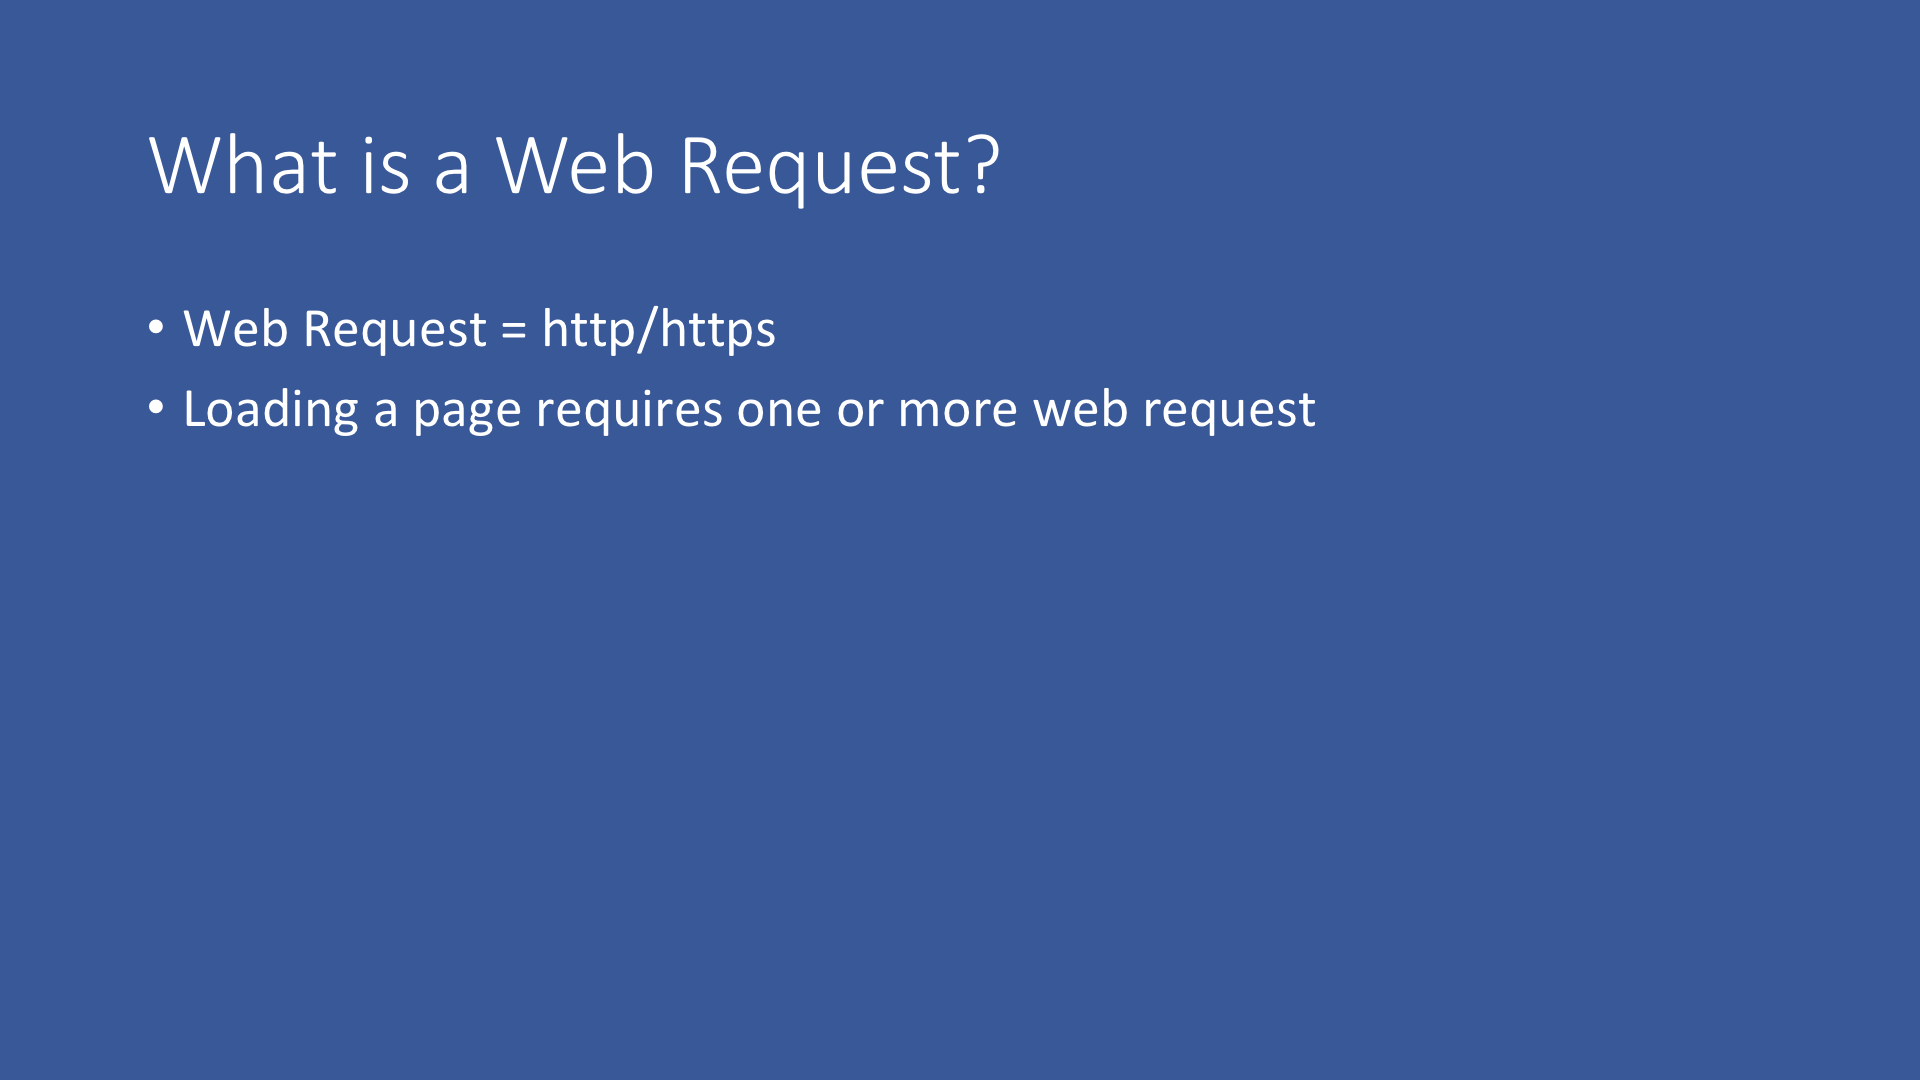 What is a Web Request?
• Web Request = http/https
• Loading a page requires one or more web request